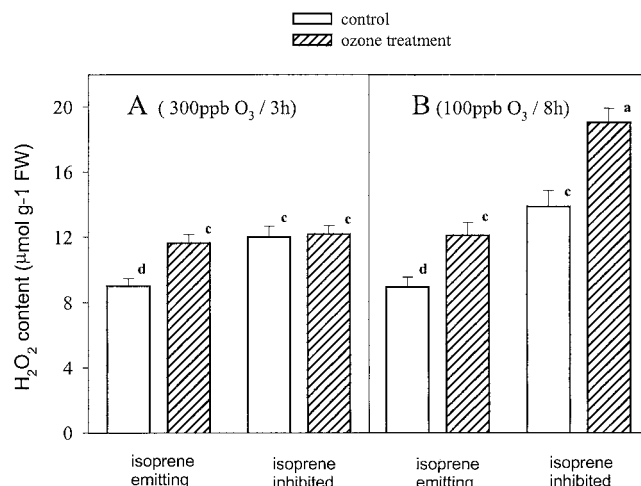 control
ozone treatment
A ( 300ppb O₃ / 3h)
B (100ppb O₃ / 8h)
H₂O₂ content (μmol g-1 FW)
20
16
12
8
4
0
d
c
c
c
d
c
c
a
isoprene
emitting
isoprene
inhibited
isoprene
emitting
isoprene
inhibited